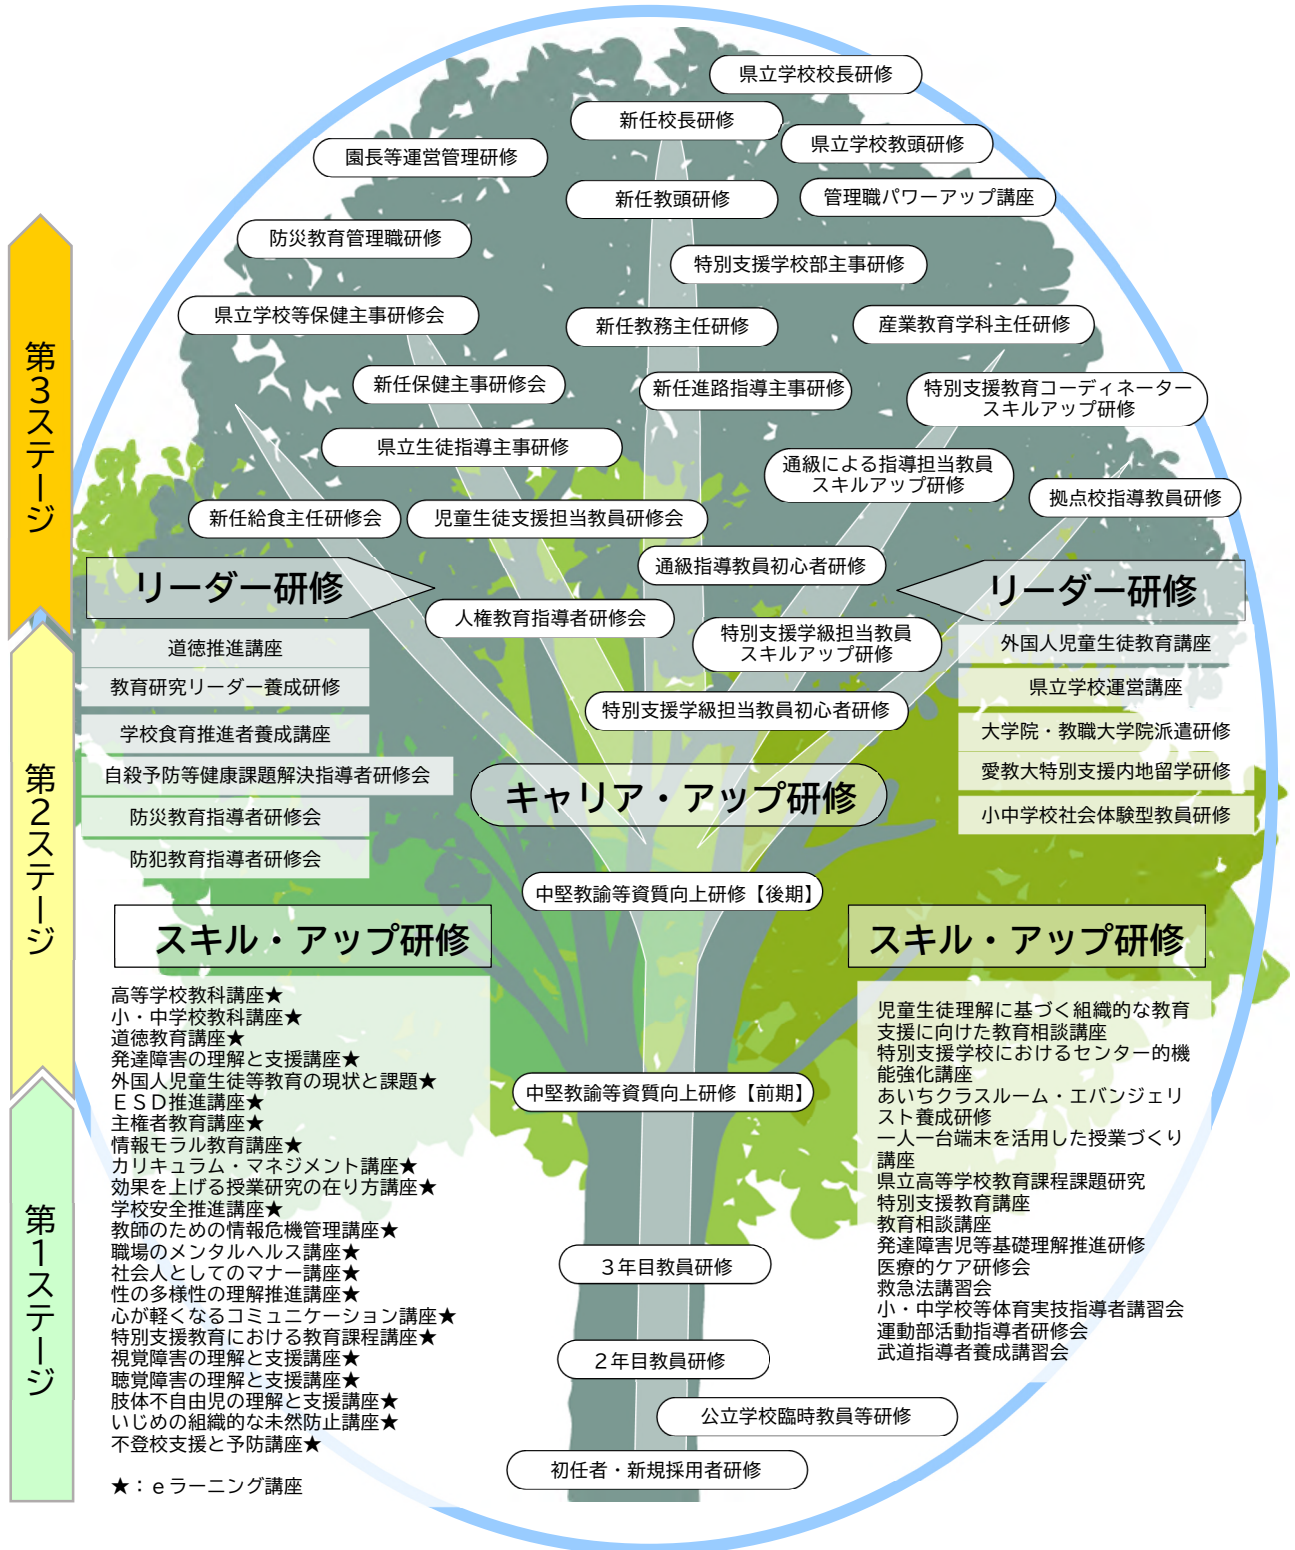 県立学校校長研修
新任校長研修
県立学校教頭研修
園長等運営管理研修
新任教頭研修
管理職パワーアップ講座
防災教育管理職研修
特別支援学校部主事研修
県立学校等保健主事研修会
新任教務主任研修
産業教育学科主任研修
新任保健主事研修会
新任進路指導主事研修
特別支援教育コーディネーター
スキルアップ研修
県立生徒指導主事研修
通級による指導担当教員
スキルアップ研修
拠点校指導教員研修
新任給食主任研修会
児童生徒支援担当教員研修会
通級指導教員初心者研修
人権教育指導者研修会
特別支援学級担当教員
スキルアップ研修
特別支援学級担当教員初心者研修
第3ステージ
第2ステージ
第1ステージ
リーダー研修
道徳推進講座
教育研究リーダー養成研修
学校食育推進者養成講座
自殺予防等健康課題解決指導者研修会
防災教育指導者研修会
防犯教育指導者研修会
リーダー研修
外国人児童生徒教育講座
県立学校運営講座
大学院・教職大学院派遣研修
愛教大特別支援内地留学研修
小中学校社会体験型教員研修
キャリア・アップ研修
中堅教諭等資質向上研修【後期】
中堅教諭等資質向上研修【前期】
3年目教員研修
2年目教員研修
公立学校臨時教員等研修
初任者・新規採用者研修
スキル・アップ研修
高等学校教科講座★
小・中学校教科講座★
道徳教育講座★
発達障害の理解と支援講座★
外国人児童生徒等教育の現状と課題★
ＥＳＤ推進講座★
主権者教育講座★
情報モラル教育講座★
カリキュラム・マネジメント講座★
効果を上げる授業研究の在り方講座★
学校安全推進講座★
教師のための情報危機管理講座★
職場のメンタルヘルス講座★
社会人としてのマナー講座★
性の多様性の理解推進講座★
心が軽くなるコミュニケーション講座★
特別支援教育における教育課程講座★
視覚障害の理解と支援講座★
聴覚障害の理解と支援講座★
肢体不自由児の理解と支援講座★
いじめの組織的な未然防止講座★
不登校支援と予防講座★
★：ｅラーニング講座
スキル・アップ研修
児童生徒理解に基づく組織的な教育
支援に向けた教育相談講座
特別支援学校におけるセンター的機
能強化講座
あいちクラスルーム・エバンジェリ
スト養成研修
一人一台端末を活用した授業づくり
講座
県立高等学校教育課程課題研究
特別支援教育講座
教育相談講座
発達障害児等基礎理解推進研修
医療的ケア研修会
救急法講習会
小・中学校等体育実技指導者講習会
運動部活動指導者研修会
武道指導者養成講習会